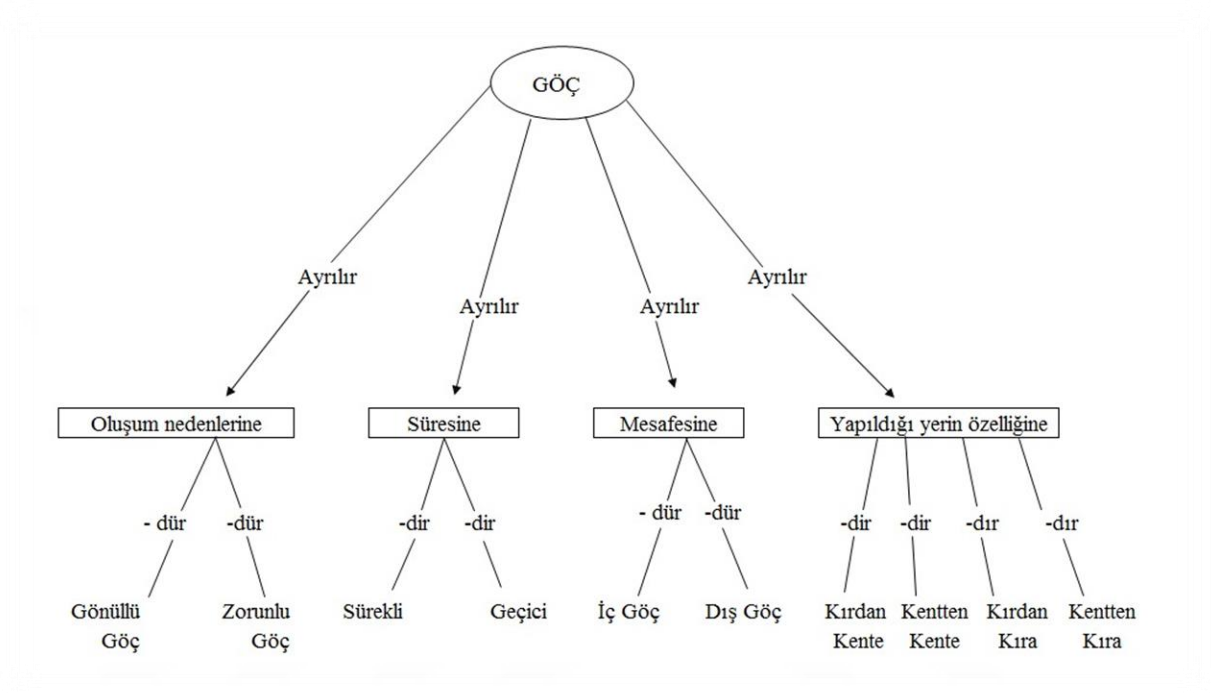 GÖÇ
Ayrılır
Ayrılır
Ayrılır
Ayrılır
Oluşum nedenlerine
Süresine
Mesafesine
Yapıldığı yerin özelliğine
- dür
-dür
-dir
-dir
- dür
-dür
-dir
-dir
-dır
-dır
Gönüllü
Göç
Zorunlu
Göç
Sürekli
Geçici
İç Göç
Dış Göç
Kırdan
Kente
Kentten
Kente
Kırdan
Kıra
Kentten
Kıra